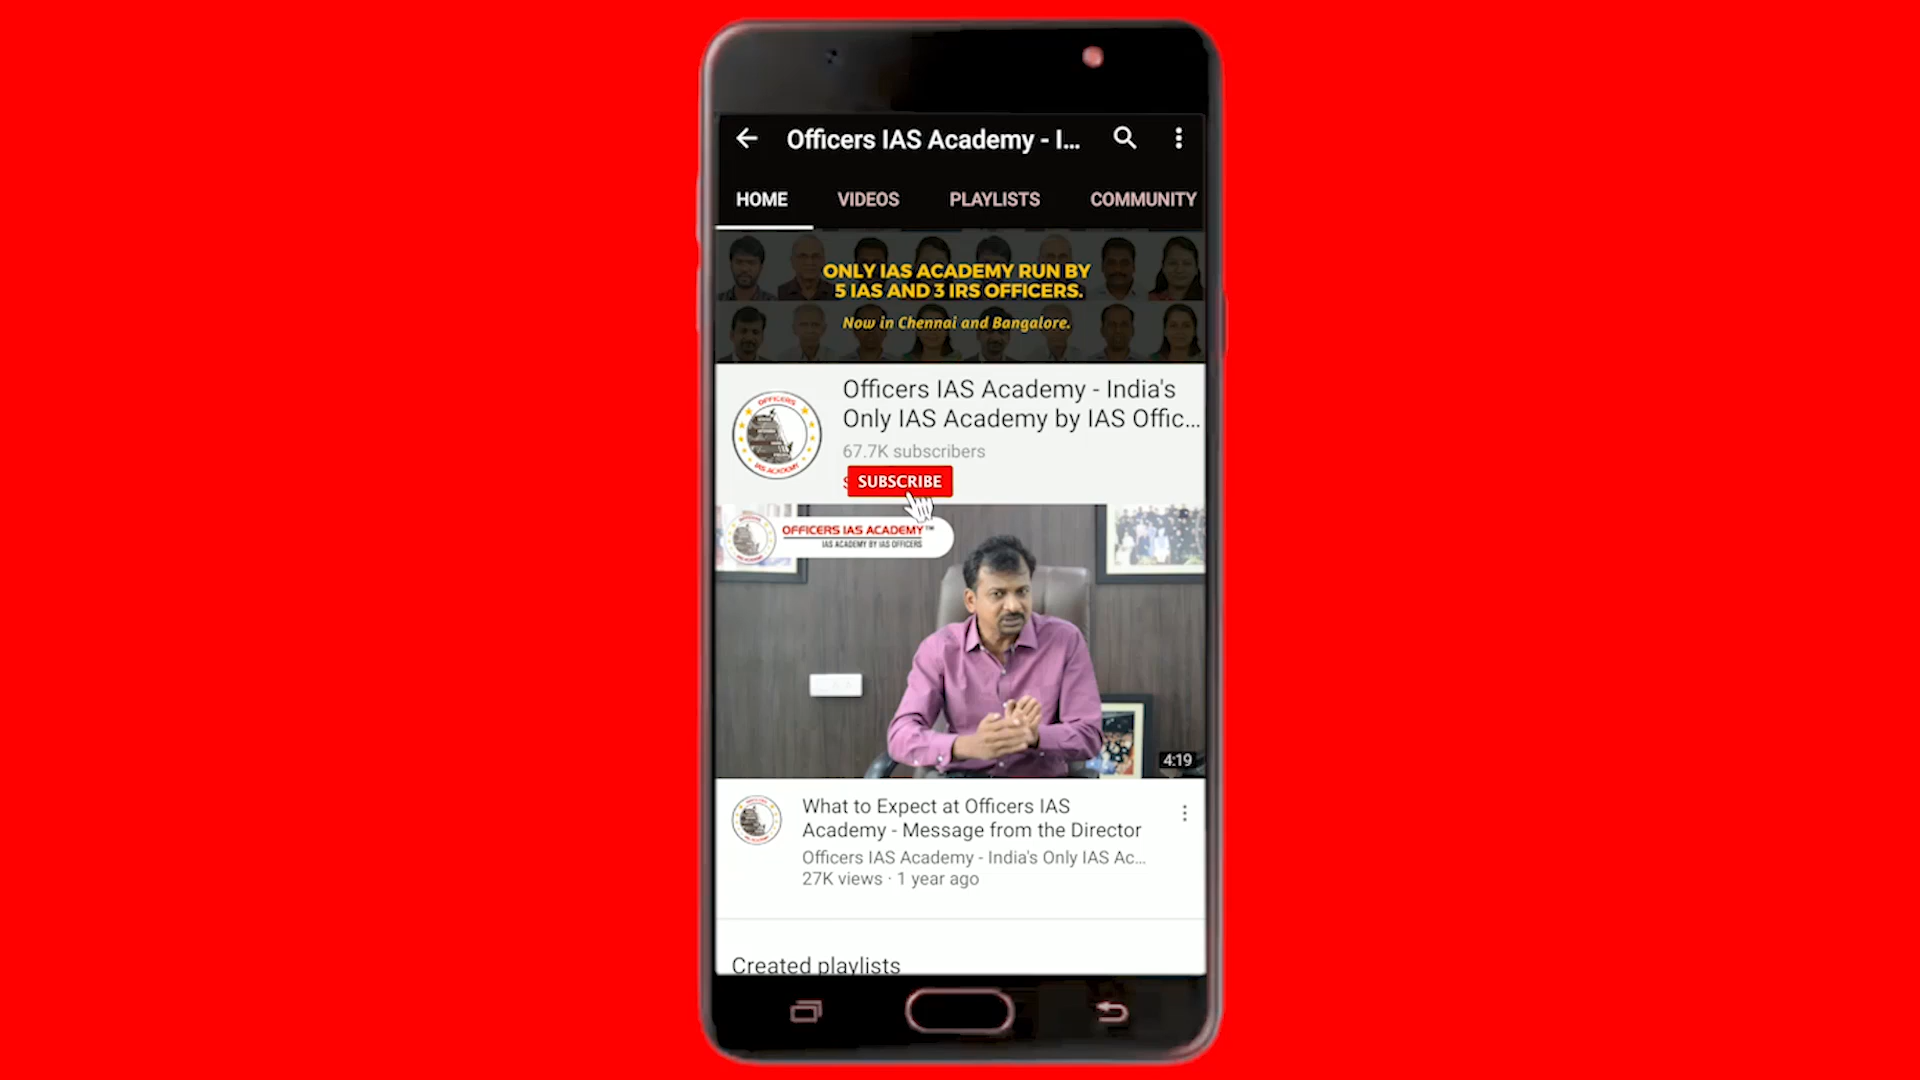 Officers IAS Academy - I...
HOME VIDEOS PLAYLISTS COMMUNITY
ONLY IAS ACADEMY RUN BY
5 IAS AND 3 IRS OFFICERS.
Now in Chennai and Bangalore.
OFFICERS
IAS ACADEMY
Officers IAS Academy - India's
Only IAS Academy by IAS Offic...
67.7K subscribers
SUBSCRIBE
OFFICERS IAS ACADEMY™
IAS ACADEMY BY IAS OFFICERS
4:19
What to Expect at Officers IAS
Academy - Message from the Director
Officers IAS Academy - India's Only IAS Ac...
27K views · 1 year ago
Created playlists